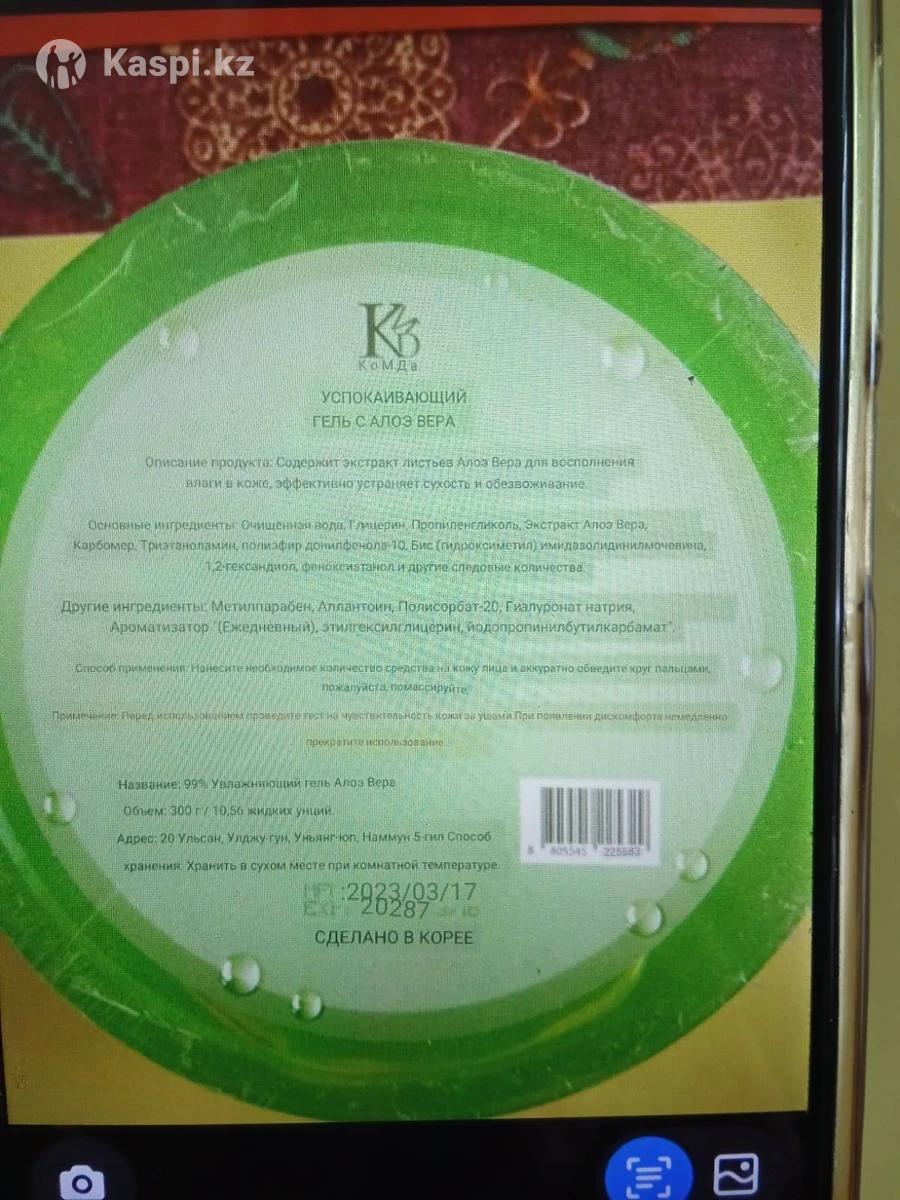 Kaspi.kz
КоМДа
УСПОКАИВАЮЩИЙ
ГЕЛЬ С АЛОЭ ВЕРА
Описание продукта: Содержит экстракт листьев Алоэ Вера для восполнения
влаги в коже, эффективно устраняет сухость и обезвоживание.
Основные ингредиенты: Очищенная вода, Глицерин, Пропиленгликоль, Экстракт Алоэ Вера,
Карбомер, Триэтаноламин, полиэфир донилфенола-10, Бис (гидроксиметил) имидазолидинилмочевина,
1,2-гександиол, феноксиэтанол и другие следовые количества.
Другие ингредиенты: Метилпарабен, Аллантоин, Полисорбат-20, Гиалуронат натрия,
Ароматизатор "(Ежедневный), этилгексилглицерин, йодопропинилбутилкарбамат".
Способ применения: Нанесите необходимое количество средства на кожу лица и аккуратно обведите круг пальцами,
пожалуйста, помассируйте.
Примечание: Перед использованием проведите тест на чувствительность кожи за ушами.При появлении дискомфорта немедленно
прекратите использование.
Название: 99% Увлажняющий гель Алоэ Вера
Объем: 300 г / 10,56 жидких унций.
Адрес: 20 Ульсан, Улджу-гун, Уньянг-юп, Наммун 5-гил Способ
хранения: Хранить в сухом месте при комнатной температуре.
8 805545 225583
:2023/03/17
20287
СДЕЛАНО В КОРЕЕ